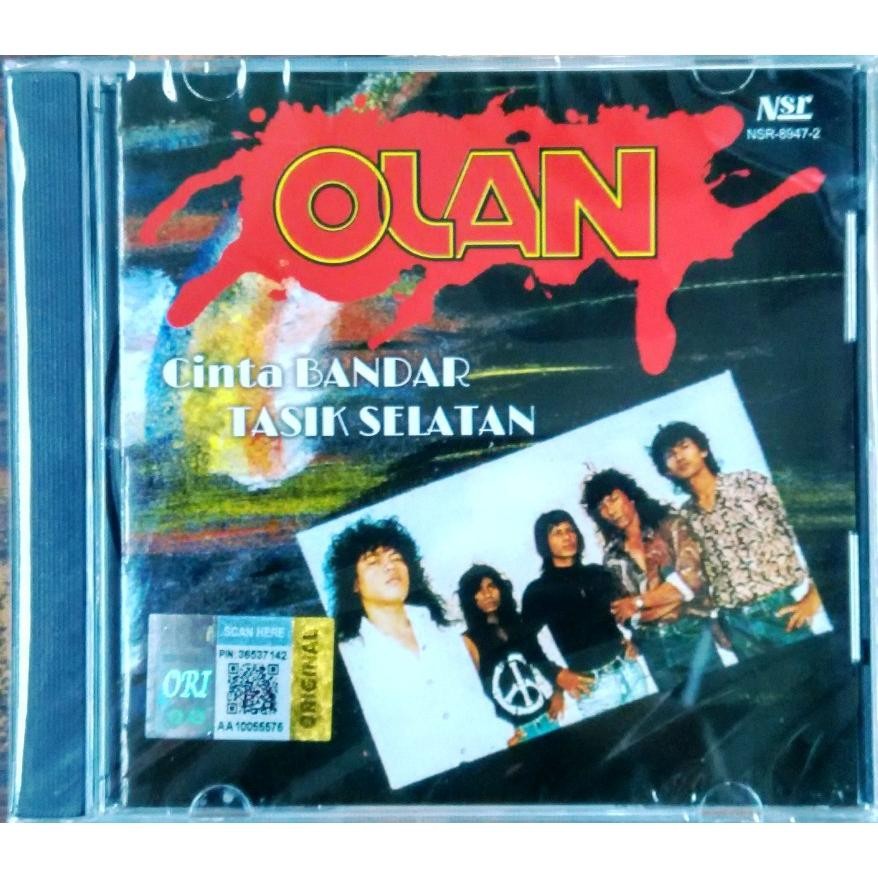 Nsr
NSR-8947-2
OLAN
Cinta BANDAR
TASIK SELATAN
SCAN HERE
PIN: 36537142
ORI
AA10055576
ORIGINAL